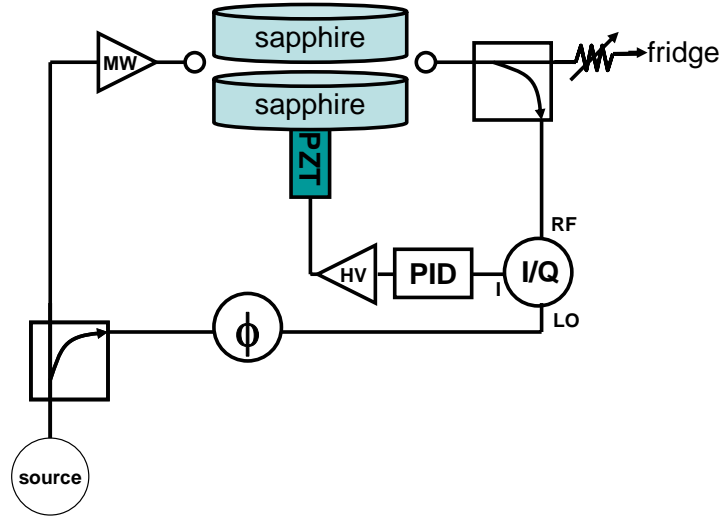 sapphire
MW
fridge
sapphire
PZT
RF
HV
PID
I
I/Q
LO
ϕ
source